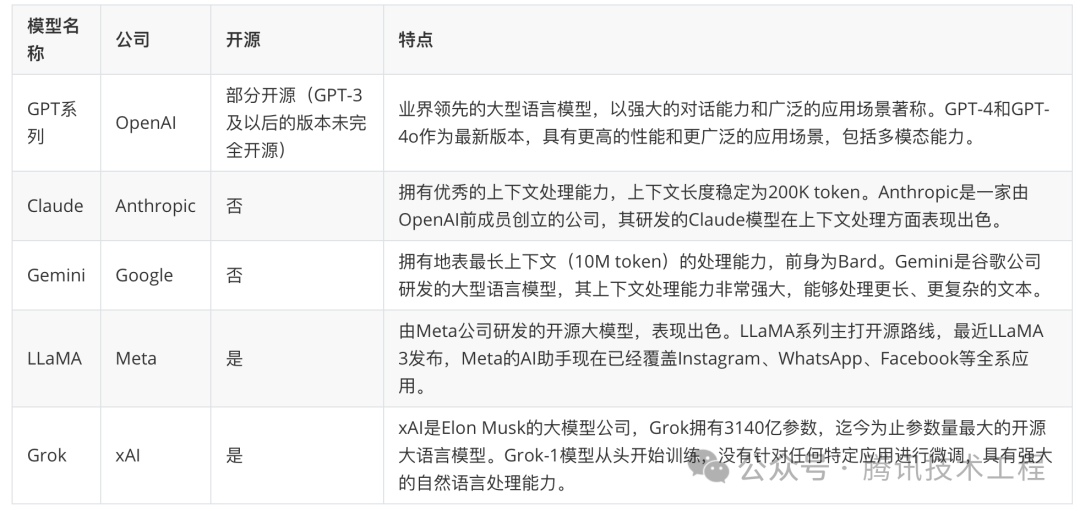 模型名
称
公司
开源
特点
GPT系
列
OpenAI
部分开源（GPT-3
及以后的版本未完
全开源）
业界领先的大型语言模型，以强大的对话能力和广泛的应用场景著称。GPT-4和GPT-
4o作为最新版本，具有更高的性能和更广泛的应用场景，包括多模态能力。
Claude
Anthropic
否
拥有优秀的上下文处理能力，上下文长度稳定为200K token。Anthropic是一家由
OpenAI前成员创立的公司，其研发的Claude模型在上下文处理方面表现出色。
Gemini
Google
否
拥有地表最长上下文（10M token）的处理能力，前身为Bard。Gemini是谷歌公司
研发的大型语言模型，其上下文处理能力非常强大，能够处理更长、更复杂的文本。
LLaMA
Meta
是
由Meta公司研发的开源大模型，表现出色。LLaMA系列主打开源路线，最近LLaMA
3发布，Meta的AI助手现在已经覆盖Instagram、WhatsApp、Facebook等全系应
用。
Grok
xAI
是
xAI是Elon Musk的大模型公司，Grok拥有3140亿参数，迄今为止参数量最大的开源
大语言模型。Grok-1模型从头开始训练，没有针对任何特定应用进行微调，具有强大
的自然语言处理能力。
公众号 · 腾讯技术工程